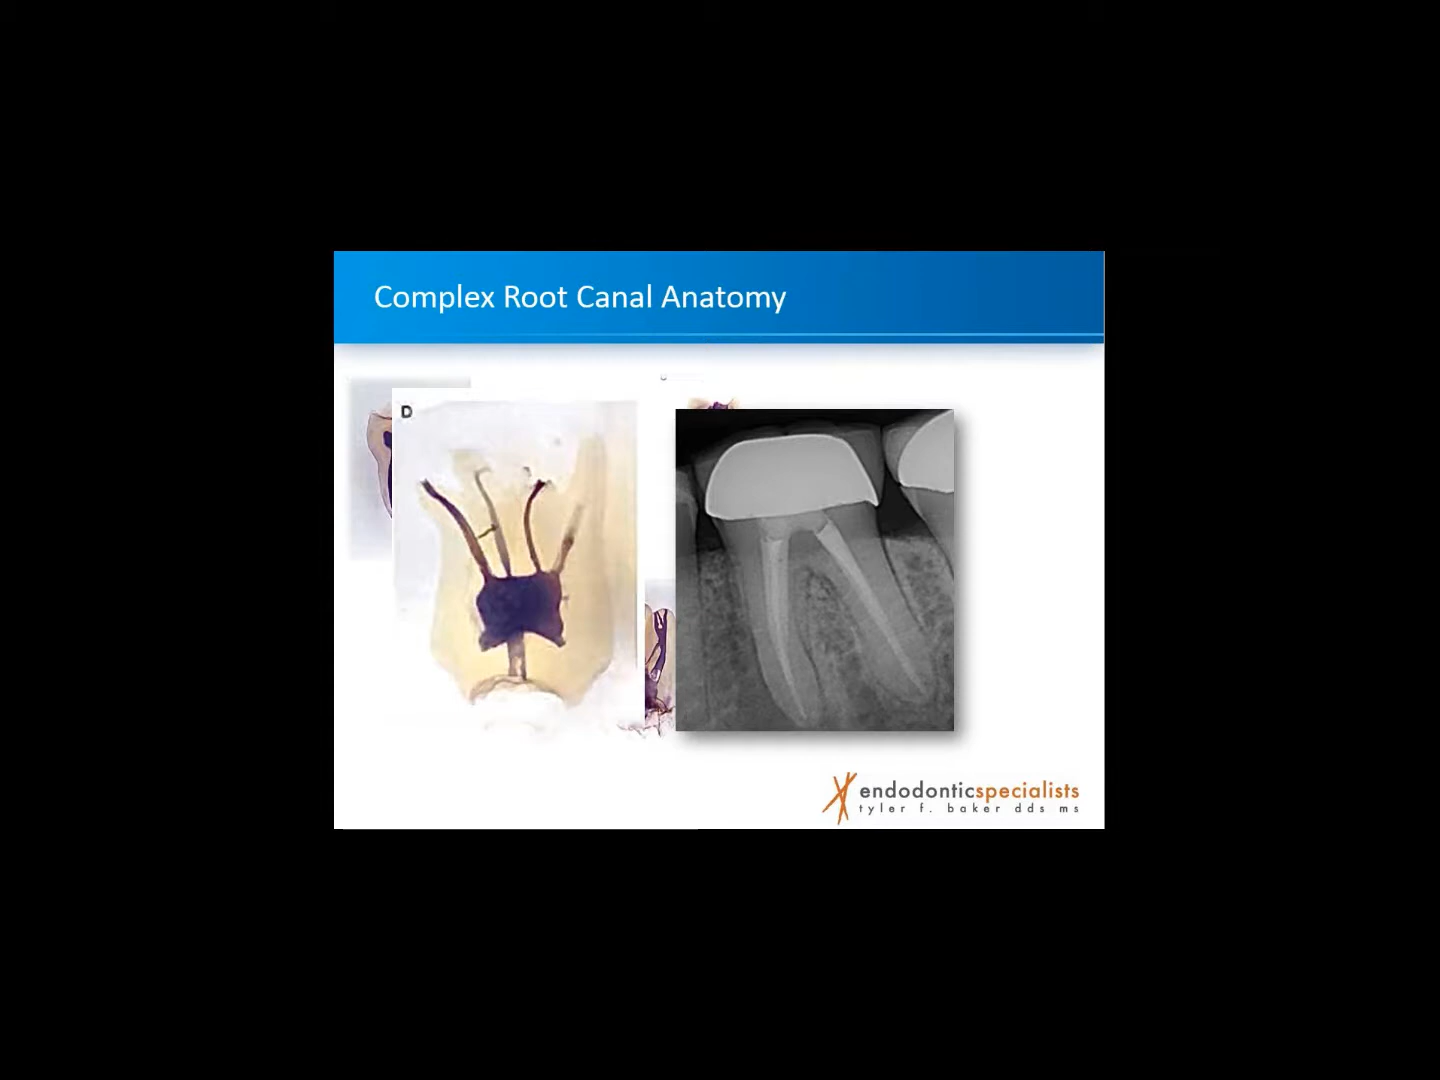 Complex Root Canal Anatomy
D
endodonticspecialists
tyler f. baker dds ms